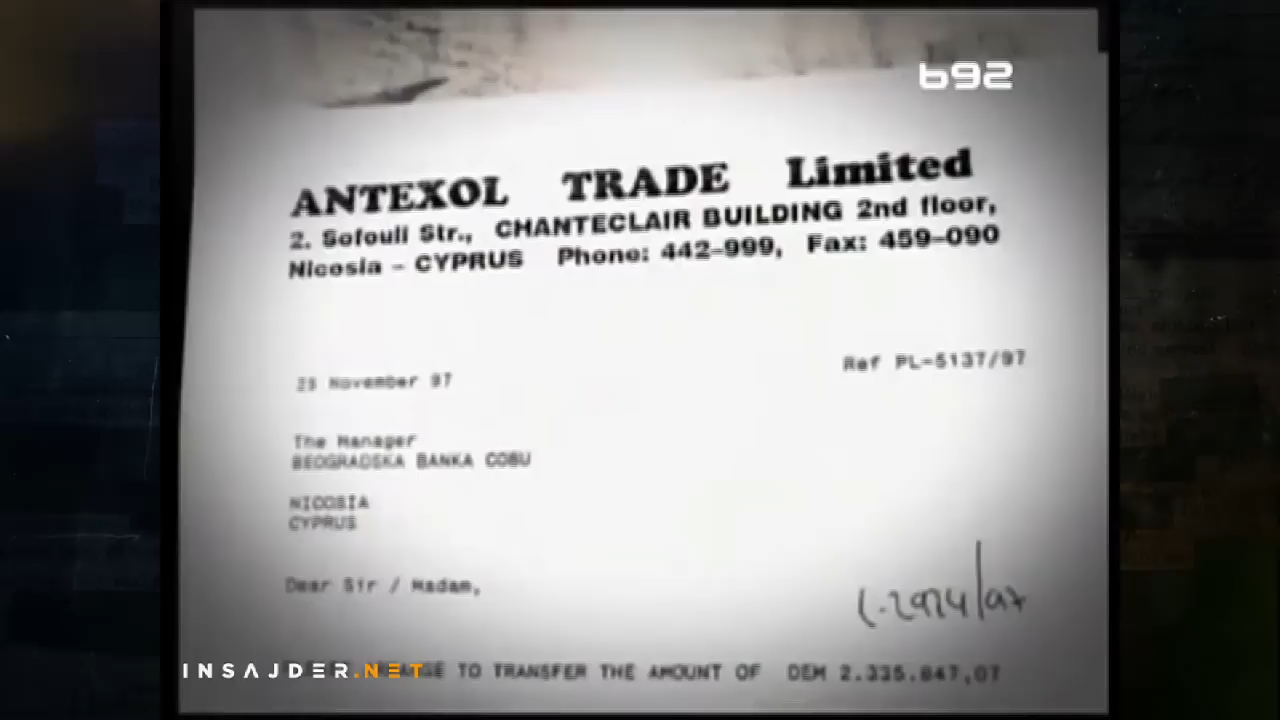 b92
ANTEXOL TRADE Limited
2. Sofouli Str., CHANTECLAIR BUILDING 2nd floor,
Nicosia - CYPRUS Phone: 442-999, Fax: 459-090
November 97
Ref PL-5137/97
The Manager
BEOGRADSKA BANKA COBU
NICOSIA
CYPRUS
Dear Sir / Madam,
INSAJDER.NET
TO TRANSFER THE AMOUNT OF DEM 2.335.847,07